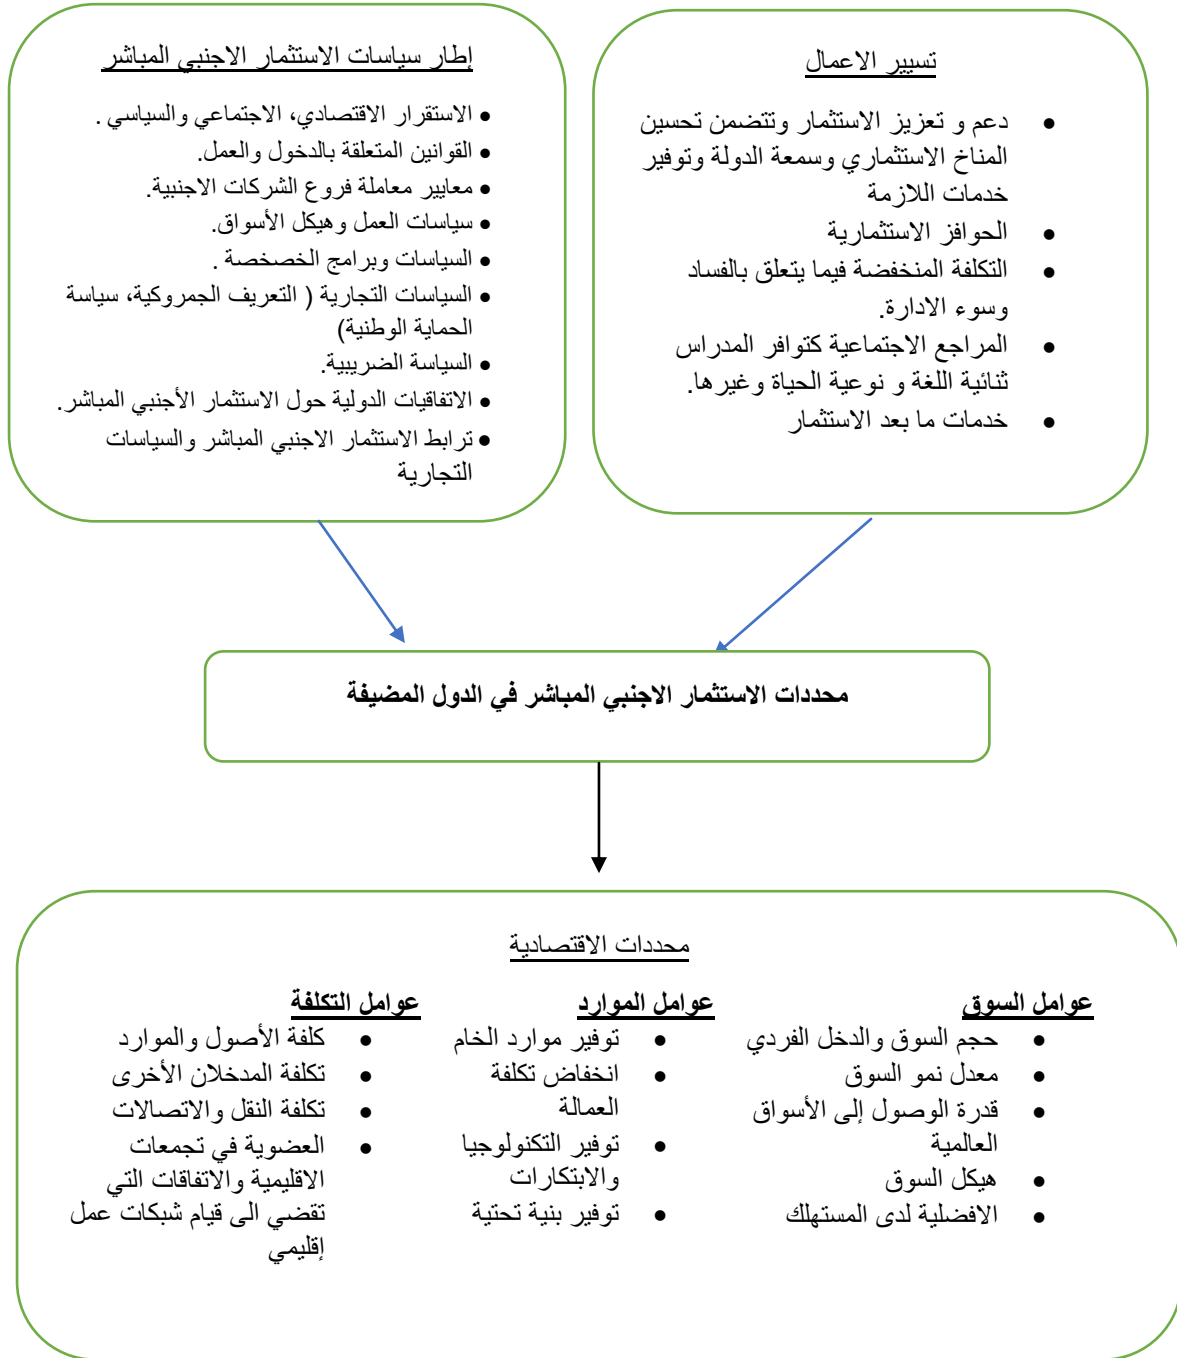 تسيير الاعمال
• دعم و تعزيز الاستثمار وتتضمن تحسين
المناخ الاستثماري وسمعة الدولة وتوفير
خدمات اللازمة
• الحوافز الاستثمارية
• التكلفة المنخفضة فيما يتعلق بالفساد
وسوء الادارة.
• المراجع الاجتماعية كتوافر المدراس
ثنائية اللغة و نوعية الحياة وغيرها.
• خدمات ما بعد الاستثمار
إطار سياسات الاستثمار الاجنبي المباشر
• الاستقرار الاقتصادي، الاجتماعي والسياسي .
• القوانين المتعلقة بالدخول والعمل.
• معايير معاملة فروع الشركات الاجنبية.
• سياسات العمل وهيكل الأسواق.
• السياسات وبرامج الخصخصة .
• السياسات التجارية ( التعريف الجمروكية، سياسة
الحماية الوطنية)
• السياسة الضريبية.
• الاتفاقيات الدولية حول الاستثمار الأجنبي المباشر.
• ترابط الاستثمار الاجنبي المباشر والسياسات
التجارية
محددات الاستثمار الاجنبي المباشر في الدول المضيفة
محددات الاقتصادية
عوامل السوق
• حجم السوق والدخل الفردي
• معدل نمو السوق
• قدرة الوصول إلى الأسواق
العالمية
• هيكل السوق
• الافضلية لدى المستهلك
عوامل الموارد
• توفير موارد الخام
• انخفاض تكلفة
العمالة
• توفير التكنولوجيا
والابتكارات
• توفير بنية تحتية
عوامل التكلفة
• كلفة الأصول والموارد
• تكلفة المدخلان الأخرى
• تكلفة النقل والاتصالات
• العضوية في تجمعات
الاقليمية والاتفاقات التي
تقضي الى قيام شبكات عمل
إقليمي